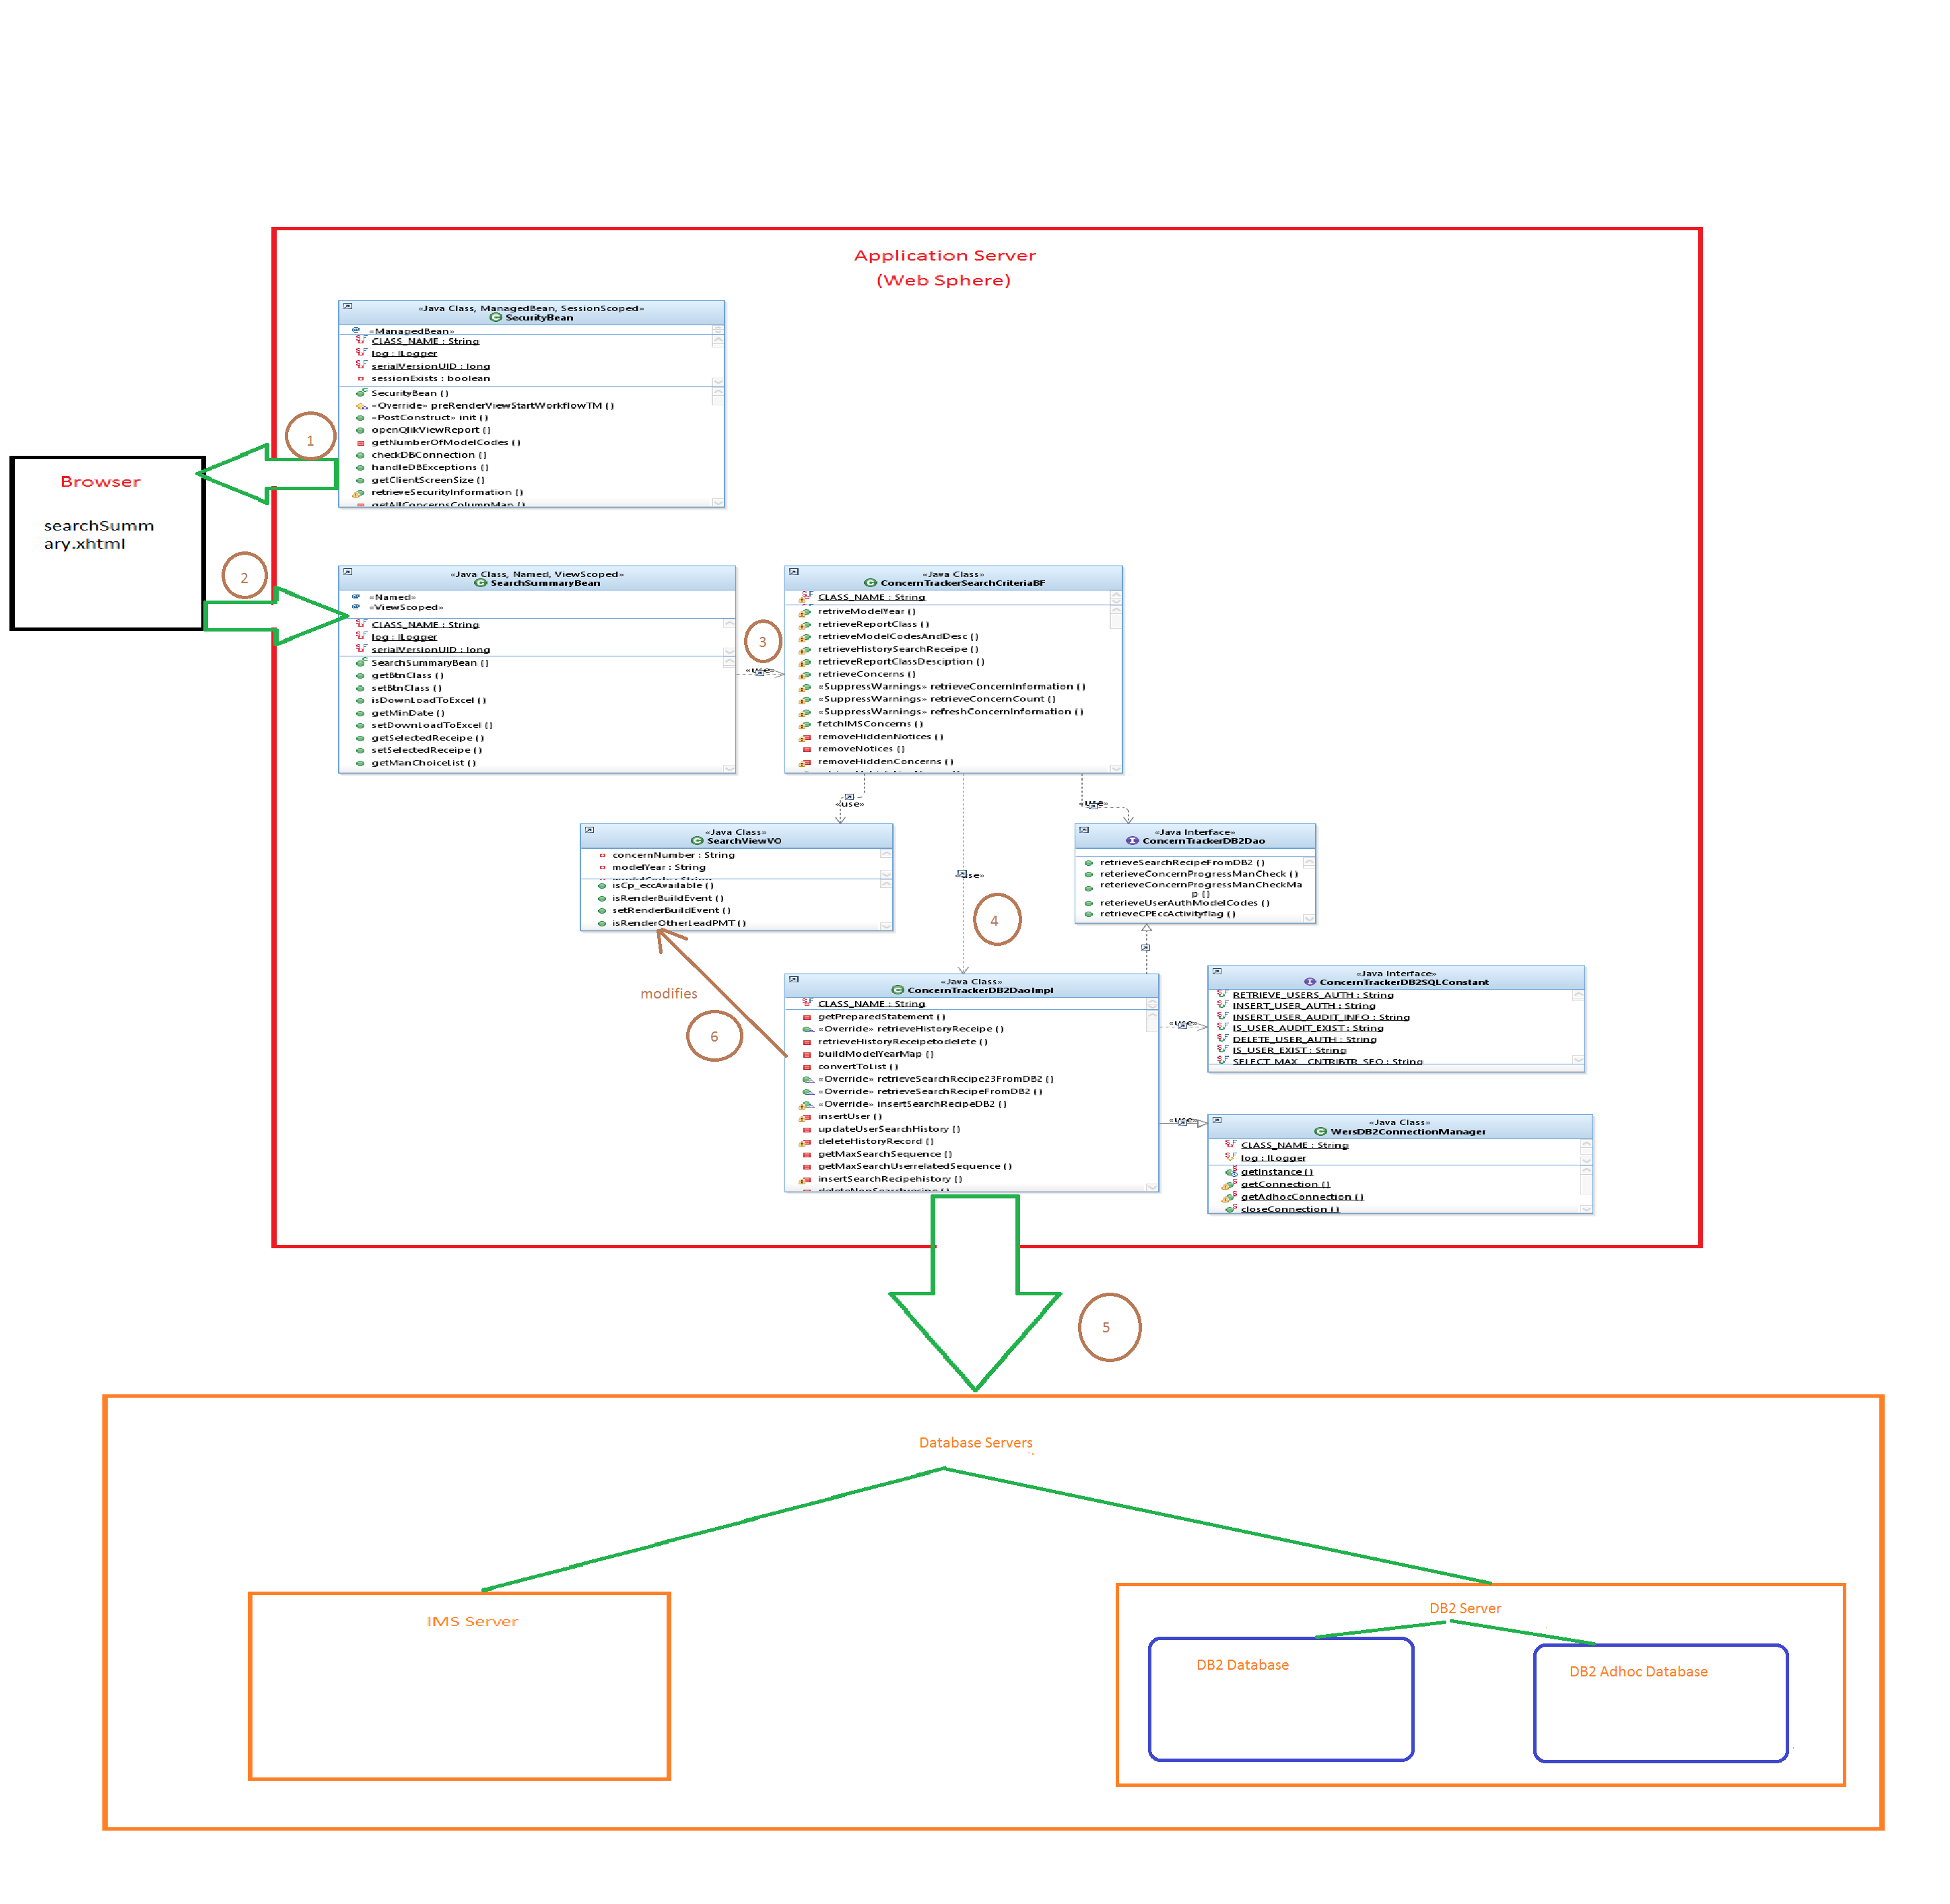 Application Server
(Web Sphere)
«Java Class, ManagedBean, SessionScoped»
SecurityBean
«ManagedBean»
CLASS_NAME : String
log : ILogger
serialVersionUID : long
sessionExists : boolean
SecurityBean ( )
«Override» preRenderViewStartWorkflowTM ( )
«PostConstruct» init ( )
openQlikViewReport ( )
getNumberOfModelCodes ( )
checkDBConnection ( )
handleDBExceptions ( )
getClientScreenSize ( )
retrieveSecurityInformation ( )
getAllConcernsColumnMap ( )
1
Browser
searchSumm
ary.xhtml
2
«Java Class, Named, ViewScoped»
SearchSummaryBean
«Named»
«ViewScoped»
CLASS_NAME : String
log : ILogger
serialVersionUID : long
SearchSummaryBean ( )
getBtnClass ( )
setBtnClass ( )
isDownLoadToExcel ( )
getMinDate ( )
setDownLoadToExcel ( )
getSelectedReceipe ( )
setSelectedReceipe ( )
getManChoiceList ( )
3
«use»
«Java Class»
ConcernTrackerSearchCriteriaBF
CLASS_NAME : String
retriveModelYear ( )
retrieveReportClass ( )
retrieveModelCodesAndDesc ( )
retrieveHistorySearchReceipe ( )
retrieveReportClassDesciption ( )
retrieveConcerns ( )
«SuppressWarnings» retrieveConcernInformation ( )
«SuppressWarnings» retrieveConcernCount ( )
«SuppressWarnings» refreshConcernInformation ( )
fetchIMSConcerns ( )
removeHiddenNotices ( )
removeNotices ( )
removeHiddenConcerns ( )
«use»
«use»
«Java Class»
SearchViewVO
concernNumber : String
modelYear : String
isCp_eccAvailable ( )
isRenderBuildEvent ( )
setRenderBuildEvent ( )
isRenderOtherLeadPMT ( )
«use»
4
«Java Interface»
ConcernTrackerDB2Dao
retrieveSearchRecipeFromDB2 ( )
reterieveConcernProgressManCheck ( )
reterieveConcernProgressManCheckMa
p ( )
reterieveUserAuthModelCodes ( )
retrieveCPEccActivityflag ( )
modifies
6
«Java Class»
ConcernTrackerDB2DaoImpl
CLASS_NAME : String
getPreparedStatement ( )
«Override» retrieveHistoryReceipe ( )
retrieveHistoryReceipetodelete ( )
buildModelYearMap ( )
convertToList ( )
«Override» retrieveSearchRecipe23FromDB2 ( )
«Override» retrieveSearchRecipeFromDB2 ( )
«Override» insertSearchRecipeDB2 ( )
insertUser ( )
updateUserSearchHistory ( )
deleteHistoryRecord ( )
getMaxSearchSequence ( )
getMaxSearchUserrelatedSequence ( )
insertSearchRecipehistory ( )
deleteNonSearchrecipe ( )
«use»
«Java Interface»
ConcernTrackerDB2SQLConstant
RETRIEVE_USERS_AUTH : String
INSERT_USER_AUTH : String
INSERT_USER_AUDIT_INFO : String
IS_USER_AUDIT_EXIST : String
DELETE_USER_AUTH : String
IS_USER_EXIST : String
SELECT_MAX__CNTRIBTR_SEQ : String
«use»
«Java Class»
WersDB2ConnectionManager
CLASS_NAME : String
log : ILogger
getInstance ( )
getConnection ( )
getAdhocConnection ( )
closeConnection ( )
5
Database Servers
IMS Server
DB2 Server
DB2 Database
DB2 Adhoc Database